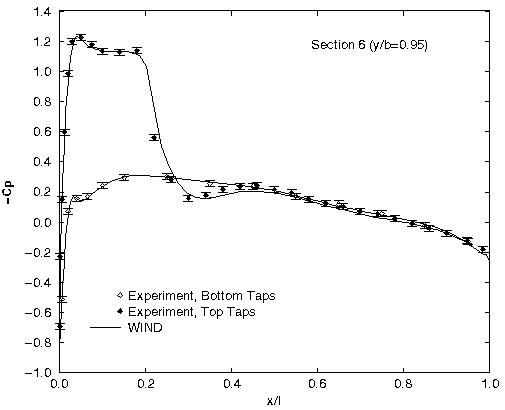 1.4
Section 6 (y/b=0.95)
1.2
1.0
0.8
0.6
0.4
0.2
−Cp
0.0
−0.2
−0.4
Experiment, Bottom Taps
−0.6
Experiment, Top Taps
WIND
−0.8
−1.0
0.0 0.2 0.4 0.6 0.8 1.0
x/l